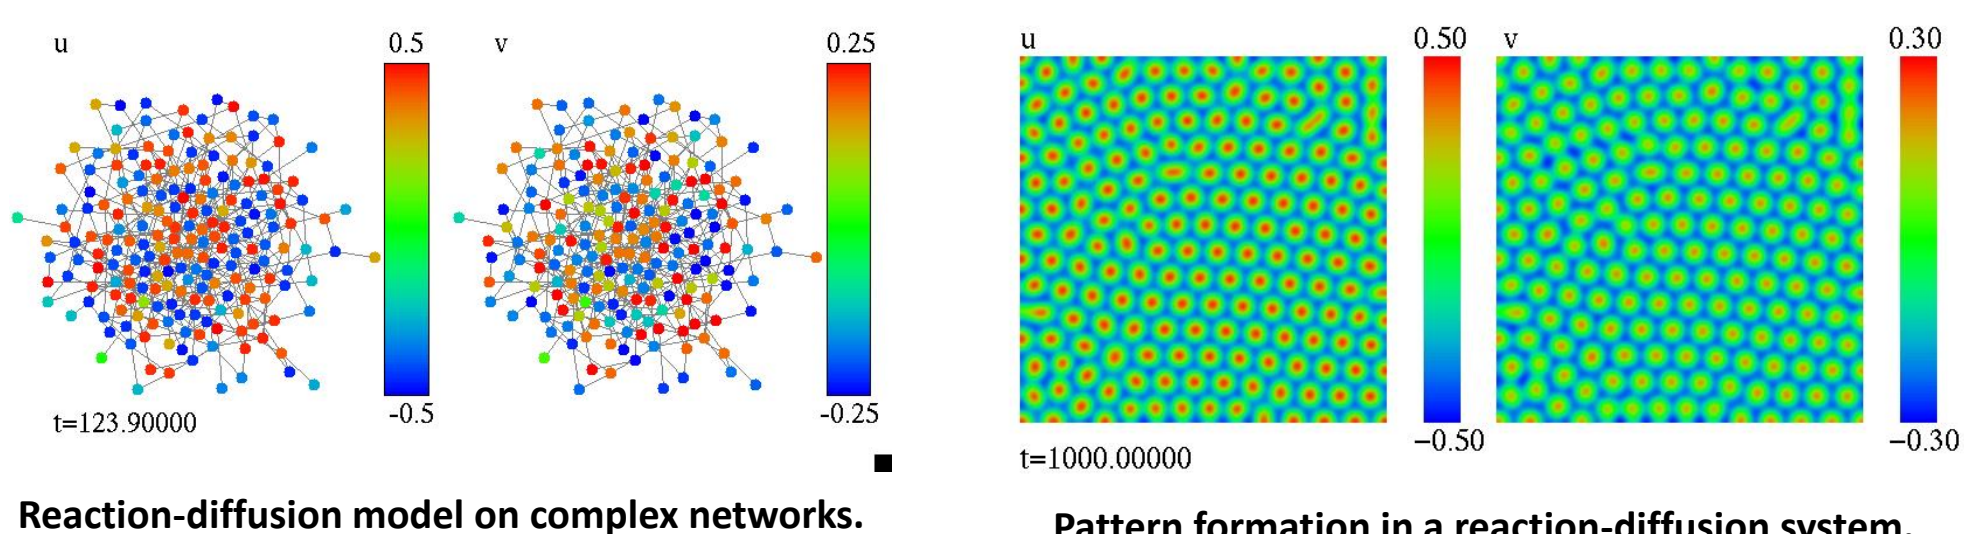 u
0.5
v
0.25
-0.5
-0.25
t=123.90000
Reaction-diffusion model on complex networks.
u
0.50
v
0.30
−0.50
−0.30
t=1000.00000
Pattern formation in a reaction-diffusion system.